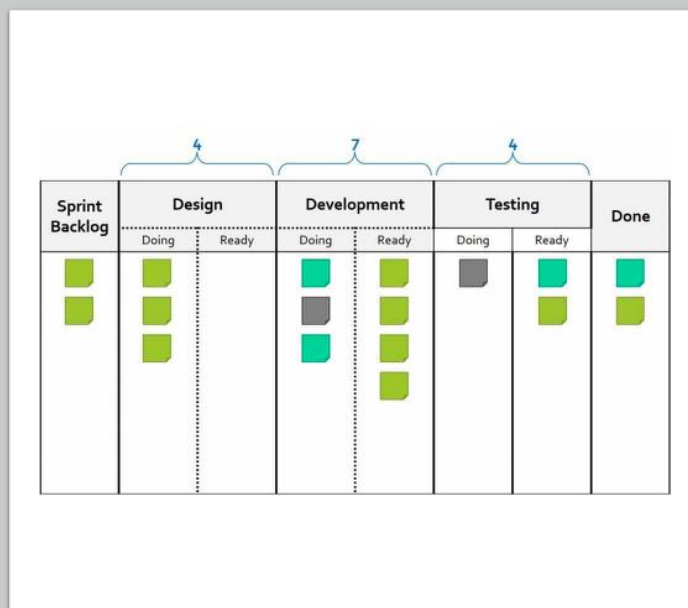 4
7
4
Sprint
Backlog
Design
Development
Testing
Done
Doing
Ready
Doing
Ready
Doing
Ready